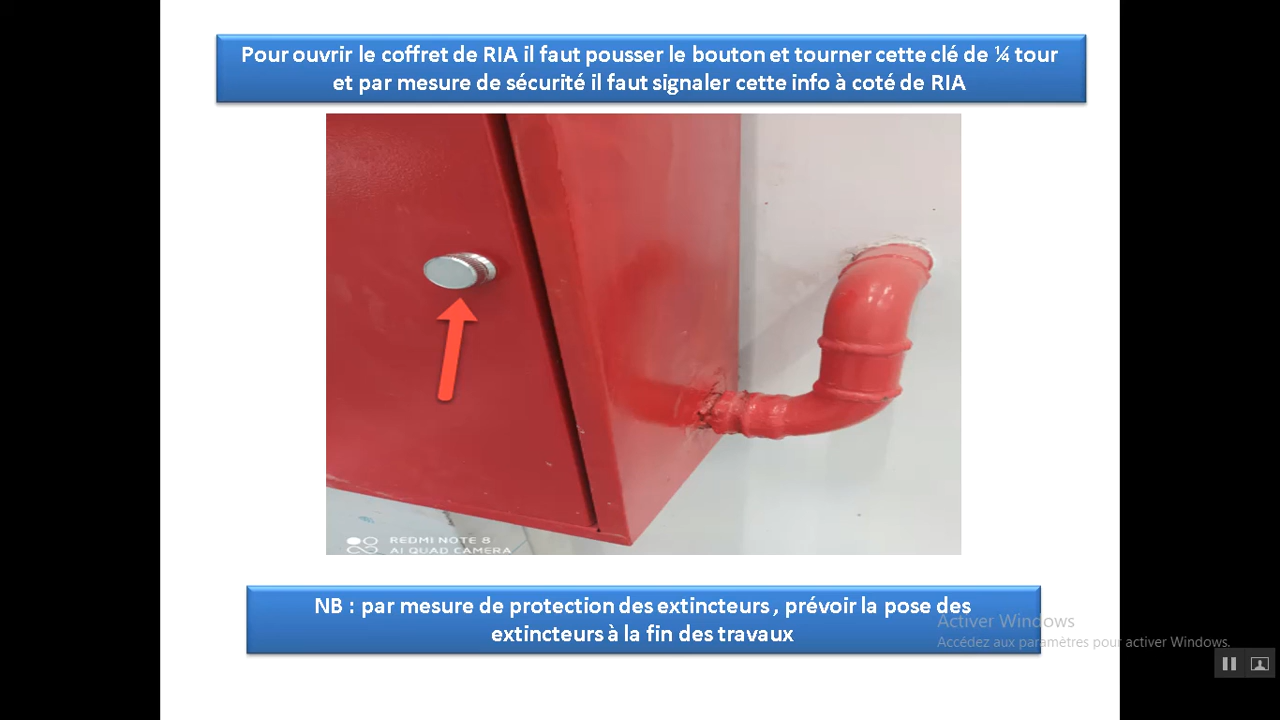 Pour ouvrir le coffret de RIA il faut pousser le bouton et tourner cette clé de ¼ tour
et par mesure de sécurité il faut signaler cette info à coté de RIA
REDMI NOTE 8
AI QUAD CAMERA
NB : par mesure de protection des extincteurs , prévoir la pose des
extincteurs à la fin des travaux
Activer Windows
Accédez aux paramètres pour activer Windows.